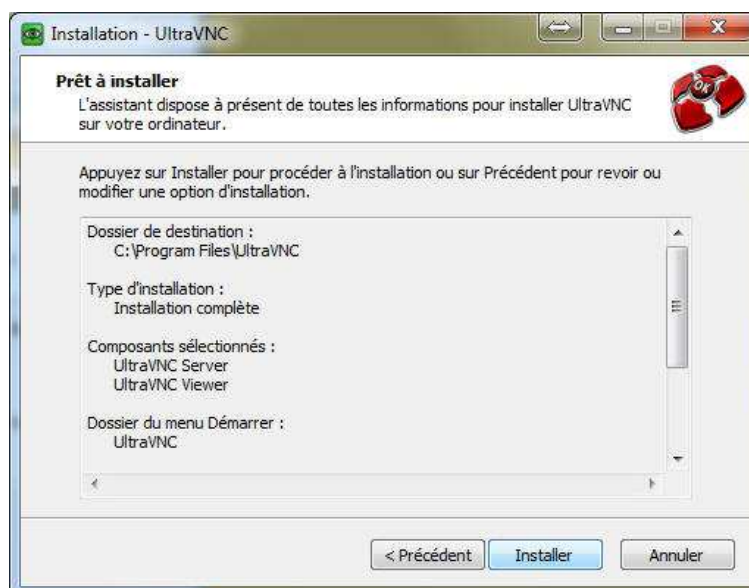 Installation - UltraVNC
Prêt à installer
L'assistant dispose à présent de toutes les informations pour installer UltraVNC
sur votre ordinateur.
OK
Appuyez sur Installer pour procéder à l'installation ou sur Précédent pour revoir ou
modifier une option d'installation.
Dossier de destination :
C:\Program Files\UltraVNC
Type d'installation :
Installation complète
Composants sélectionnés :
UltraVNC Server
UltraVNC Viewer
Dossier du menu Démarrer :
UltraVNC
< Précédent
Installer
Annuler